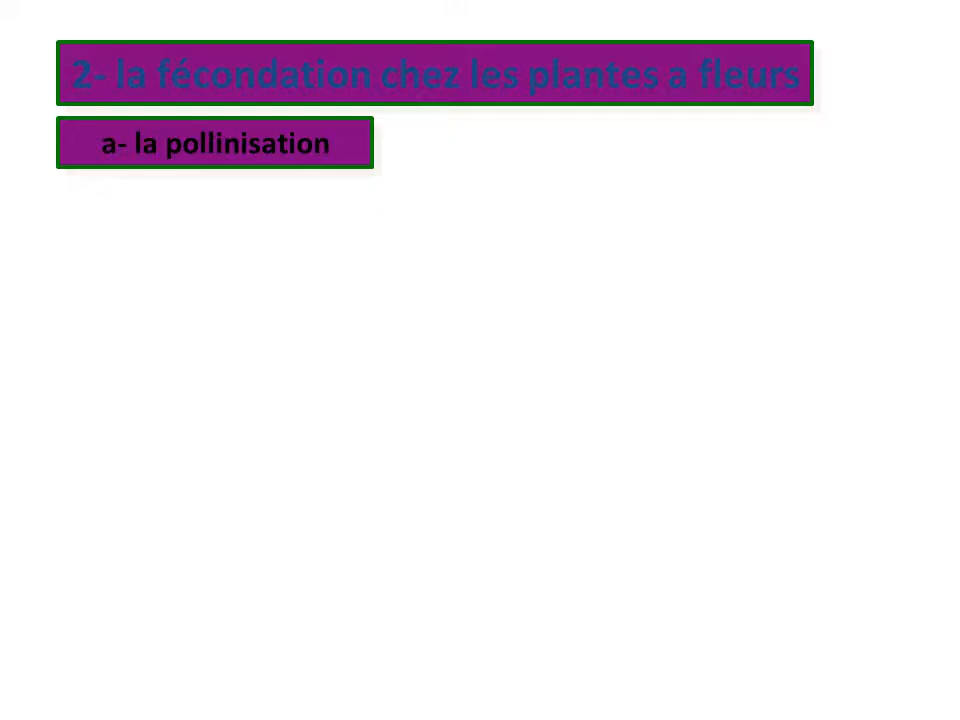 2- la fécondation chez les plantes a fleurs
a- la pollinisation